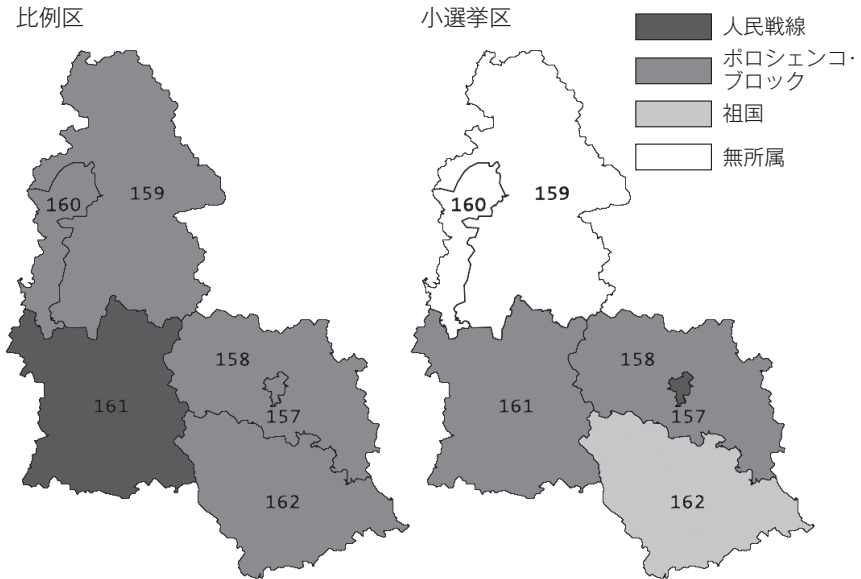 比例区
小選挙区
人民戦線
ポロシェンコ・
ブロック
祖国
無所属
160
159
158
161
157
162
160
159
158
161
157
162